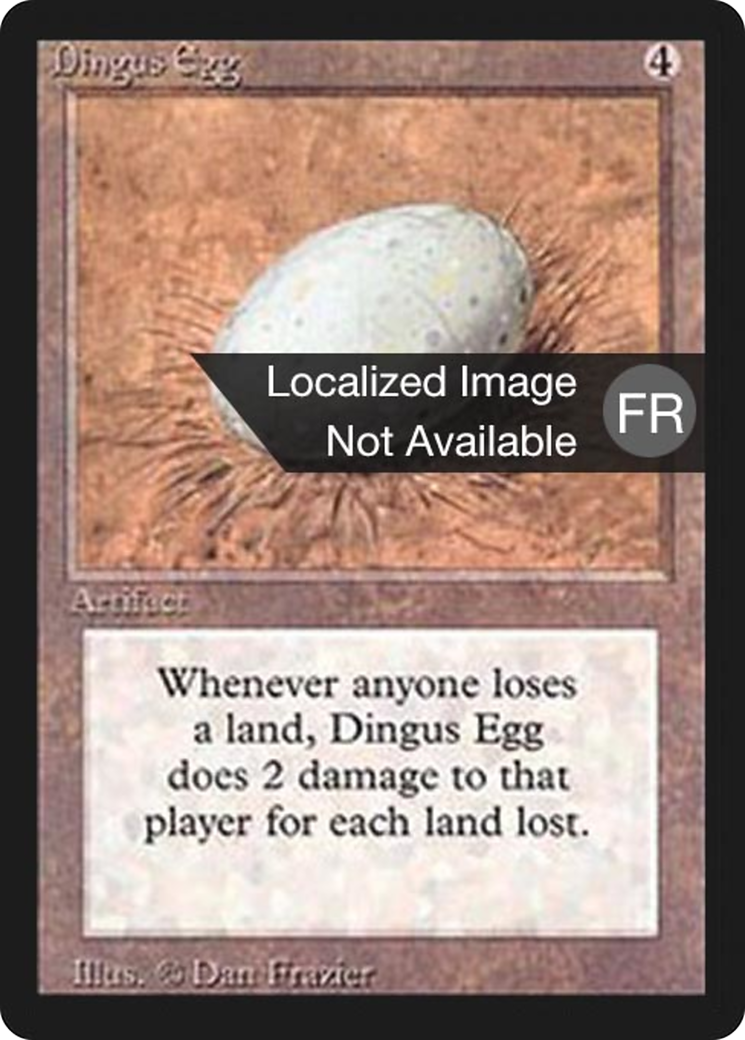 Dingus Egg 4
Localized Image
Not Available
FR
Artifact
Whenever anyone loses
a land, Dingus Egg
does 2 damage to that
player for each land lost.
Illus. © Dan Frazier